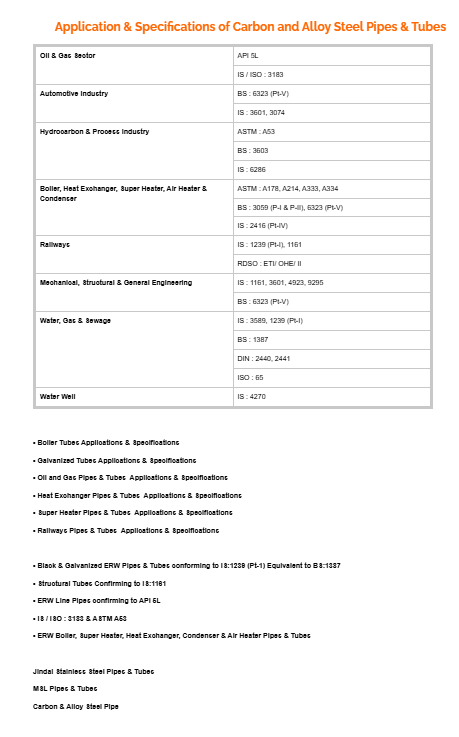 Application & Specifications of Carbon and Alloy Steel Pipes & Tubes
Oil & Gas Sector
API 5L
IS / ISO : 3183
Automotive Industry
BS : 6323 (Pt-V)
IS : 3601, 3074
Hydrocarbon & Process Industry
ASTM : A53
BS : 3603
IS : 6286
Boiler, Heat Exhanger, Super Heater, Air Heater &
Condenser
ASTM : A178, A214, A333, A334
BS : 3059 (P-I & P-II), 6323 (Pt-V)
IS : 2416 (Pt-IV)
Railways
IS : 1239 (Pt-I), 1161
RDSO : ETI/ OHE/ II
Mechanical, Structural & General Engineering
IS : 1161, 3601, 4923, 9295
BS : 6323 (Pt-V)
Water, Gas & Sewage
IS : 3589, 1239 (Pt-I)
BS : 1387
DIN : 2440, 2441
ISO : 65
Water Well
IS : 4270
• Boiler Tubes Applications & Specifications
• Galvanized Tubes Applications & Specifications
• Oil and Gas Pipes & Tubes Applications & Specifications
• Heat Exchanger Pipes & Tubes Applications & Specifications
• Super Heater Pipes & Tubes Applications & Specifications
• Railways Pipes & Tubes Applications & Specifications
• Black & Galvanized ERW Pipes & Tubes conforming to IS:1239 (Pt-1) Equivalent to BS:1387
• Structural Tubes Confirming to IS:1161
• ERW Line Pipes confirming to API 5L
• IS / ISO : 3183 & ASTM A53
• ERW Boiler, Super Heater, Heat Exchanger, Condenser & Air Heater Pipes & Tubes
Jindal Stainless Steel Pipes & Tubes
MSL Pipes & Tubes
Carbon & Alloy Steel Pipe